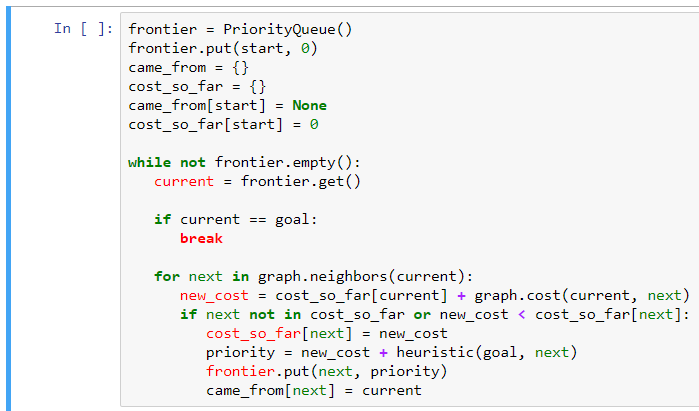 In [ ]: frontier = PriorityQueue()
frontier.put(start, 0)
came_from = {}
cost_so_far = {}
came_from[start] = None
cost_so_far[start] = 0

while not frontier.empty():
   current = frontier.get()

   if current == goal:
      break

   for next in graph.neighbors(current):
      new_cost = cost_so_far[current] + graph.cost(current, next)
      if next not in cost_so_far or new_cost < cost_so_far[next]:
         cost_so_far[next] = new_cost
         priority = new_cost + heuristic(goal, next)
         frontier.put(next, priority)
         came_from[next] = current